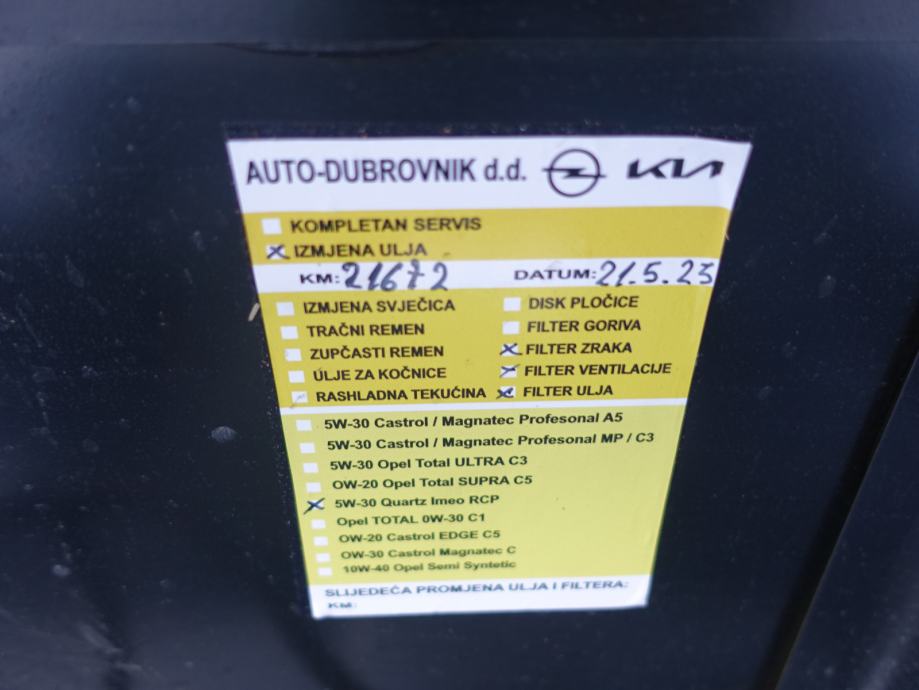 AUTO-DUBROVNIK d.d. KIA
KOMPLETAN SERVIS
IZMJENA ULJA
KM: 21672 DATUM: 21.5.23
IZMJENA SVJEČICA
DISK PLOČICE
TRAČNI REMEN
FILTER GORIVA
ZUPČASTI REMEN
FILTER ZRAKA
ULJE ZA KOČNICE
FILTER VENTILACIJE
RASHLADNA TEKUĆINA
FILTER ULJA
5W-30 Castrol / Magnatec Profesonal A5
5W-30 Castrol / Magnatec Profesonal MP / C3
5W-30 Opel Total ULTRA C3
OW-20 Opel Total SUPRA C5
5W-30 Quartz Imeo RCP
Opel TOTAL 0W-30 C1
OW-20 Castrol EDGE C5
OW-30 Castrol Magnatec C
10W-40 Opel Semi Syntetic
SLIJEDEĆA PROMJENA ULJA I FILTERA:
KM: